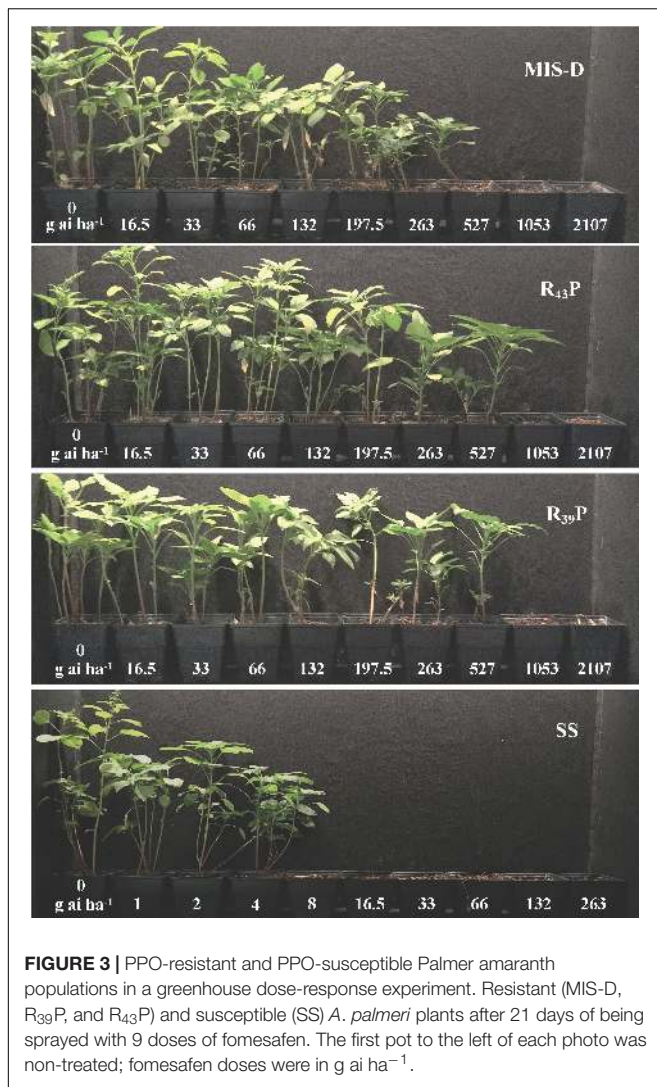 MIS-D
0
g ai ha⁻¹ 16.5 33 66 132 197.5 263 527 1053 2107
R₄₃P
0
g ai ha⁻¹ 16.5 33 66 132 197.5 263 527 1053 2107
R₃₉P
0
g ai ha⁻¹ 16.5 33 66 132 197.5 263 527 1053 2107
SS
0
g ai ha⁻¹ 1 2 4 8 16.5 33 66 132 263
FIGURE 3 | PPO-resistant and PPO-susceptible Palmer amaranth
populations in a greenhouse dose-response experiment. Resistant (MIS-D,
R₃₉P, and R₄₃P) and susceptible (SS) A. palmeri plants after 21 days of being
sprayed with 9 doses of fomesafen. The first pot to the left of each photo was
non-treated; fomesafen doses were in g ai ha⁻¹.